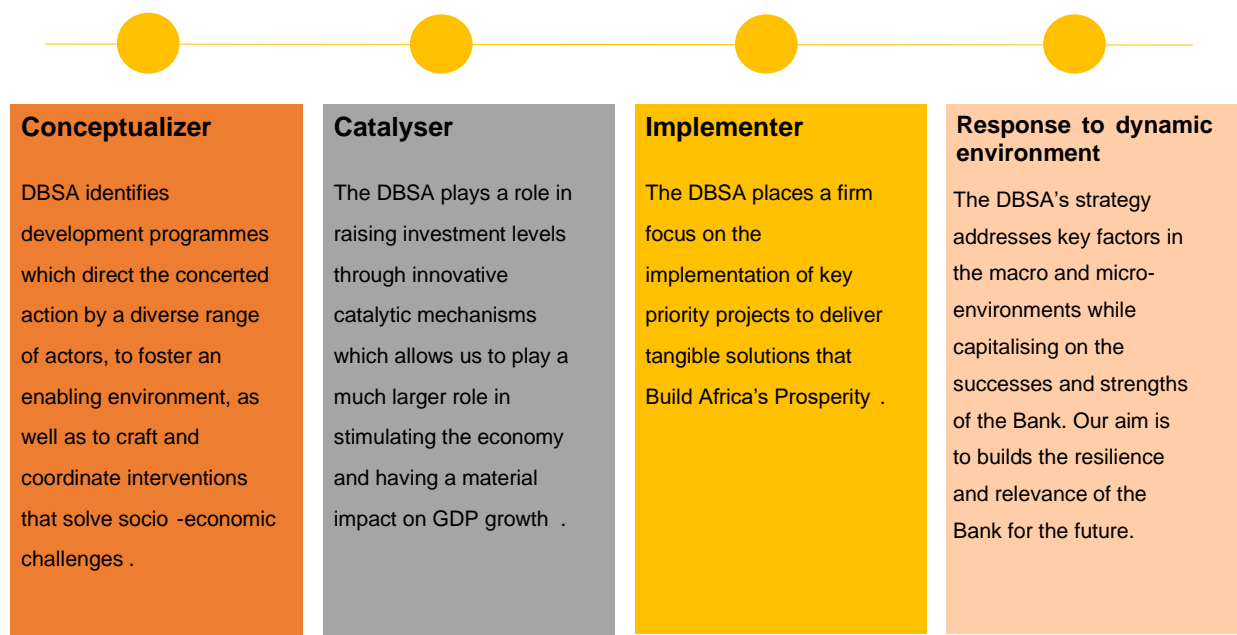 Conceptualizer
DBSA identifies
development programmes
which direct the concerted
action by a diverse range
of actors, to foster an
enabling environment, as
well as to craft and
coordinate interventions
that solve socio -economic
challenges .
Catalyser
The DBSA plays a role in
raising investment levels
through innovative
catalytic mechanisms
which allows us to play a
much larger role in
stimulating the economy
and having a material
impact on GDP growth .
Implementer
The DBSA places a firm
focus on the
implementation of key
priority projects to deliver
tangible solutions that
Build Africa’s Prosperity .
Response to dynamic
environment
The DBSA’s strategy
addresses key factors in
the macro and micro-
environments while
capitalising on the
successes and strengths
of the Bank. Our aim is
to builds the resilience
and relevance of the
Bank for the future.